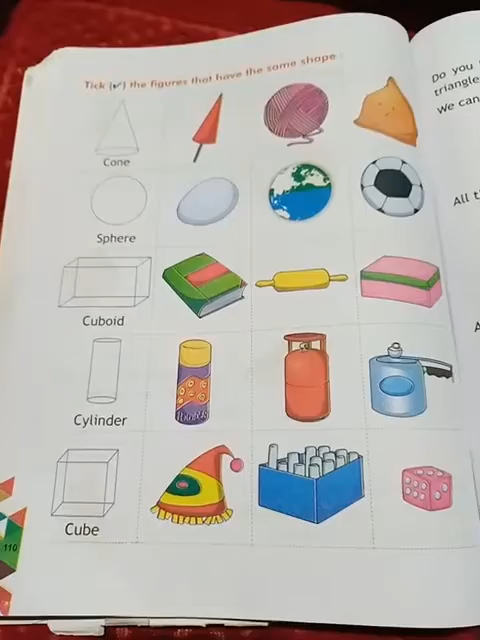 Tick (✔) the figures that have the same shape
Cone
Sphere
Cuboid
Cylinder
Cube
110
Do you
triangle
We can
All t
A